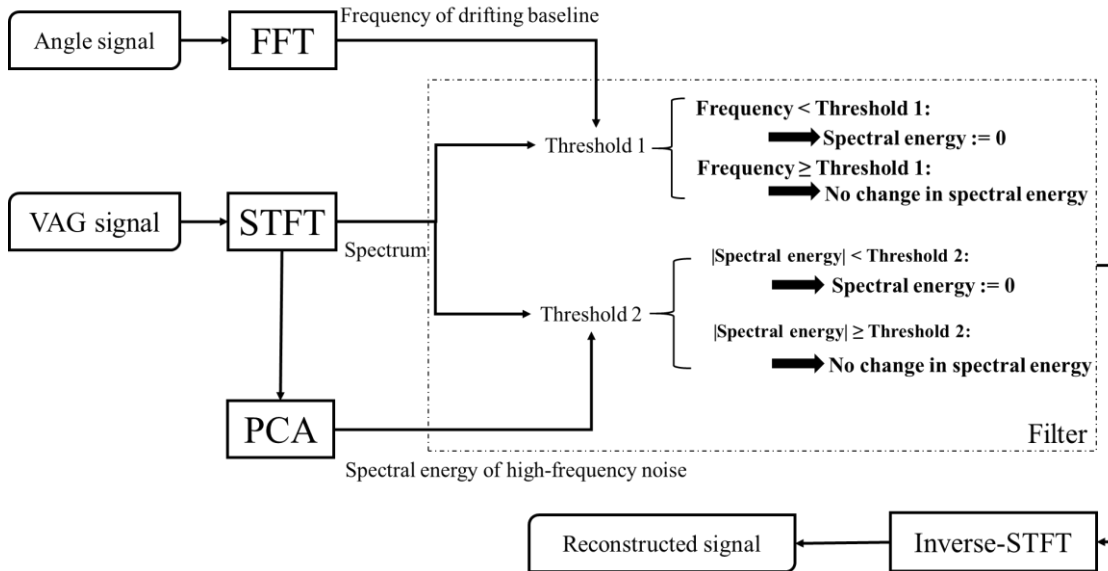 Frequency of drifting baseline
Angle signal
FFT
Frequency < Threshold 1:
Spectral energy := 0
Threshold 1
Frequency ≥ Threshold 1:
No change in spectral energy
VAG signal
STFT
Spectrum
|Spectral energy| < Threshold 2:
Spectral energy := 0
Threshold 2
|Spectral energy| ≥ Threshold 2:
No change in spectral energy
PCA
Filter
Spectral energy of high-frequency noise
Reconstructed signal
Inverse-STFT